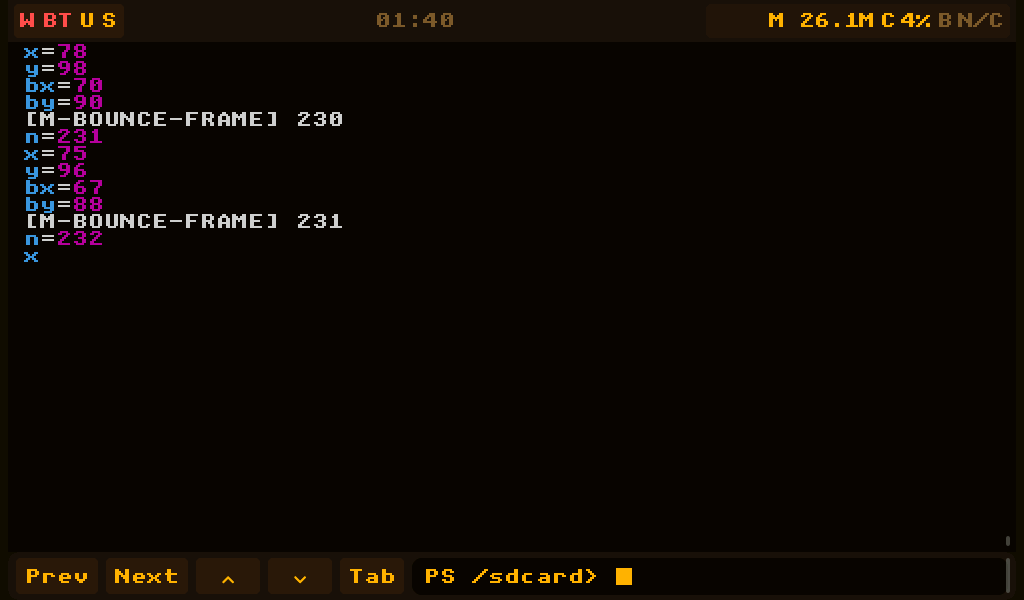 W BT U S 01:40 M 26.1M C 4% B N/C
x=78
y=98
bx=70
by=90
[M-BOUNCE-FRAME] 230
n=231
x=75
y=96
bx=67
by=88
[M-BOUNCE-FRAME] 231
n=232
x
Prev Next ^ v Tab PS /sdcard>